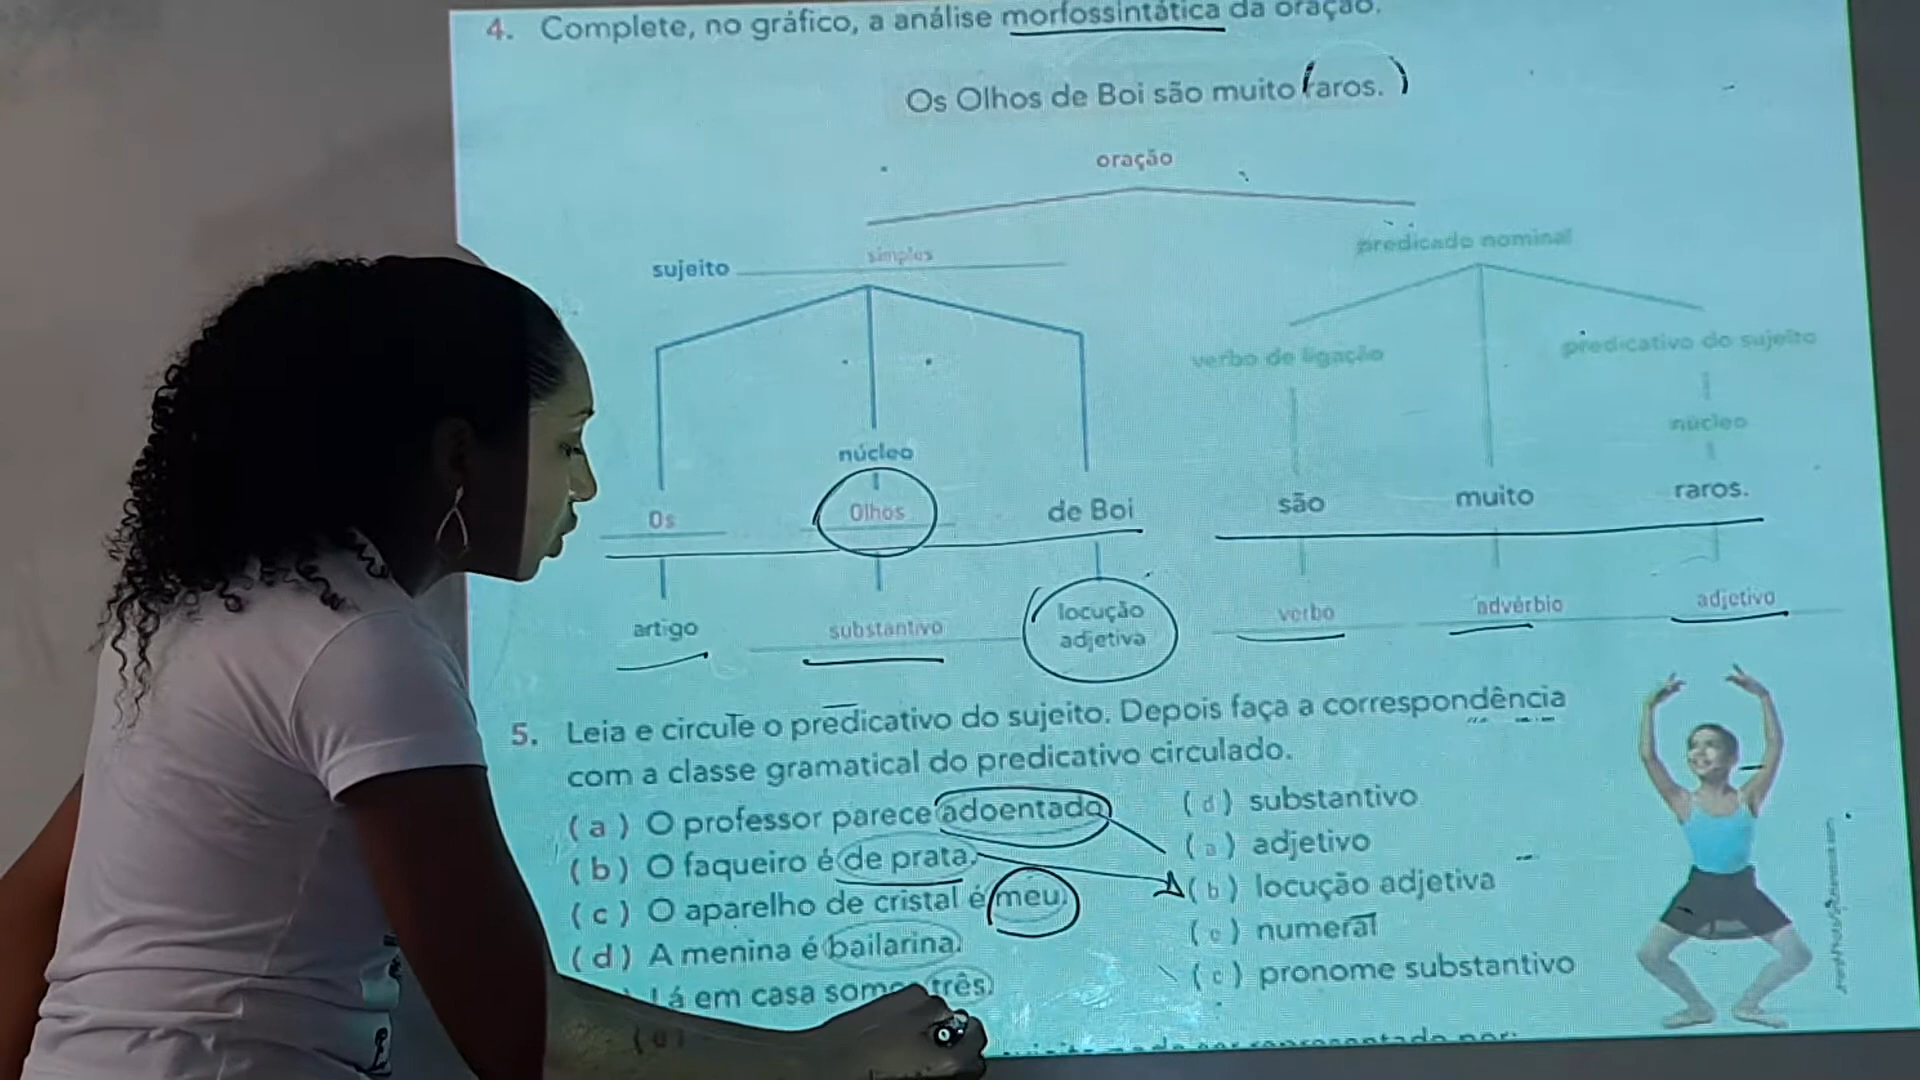 4. Complete, no gráfico, a análise morfossintática da oração.
Os Olhos de Boi são muito raros.
oração
sujeito simples
predicado nominal
verbo de ligação
predicativo do sujeito
núcleo
núcleo
Os Olhos de Boi são muito raros.
artigo substantivo locução adjetiva verbo advérbio adjetivo
5. Leia e circule o predicativo do sujeito. Depois faça a correspondência
com a classe gramatical do predicativo circulado.
( a ) O professor parece adoentado.
( b ) O faqueiro é de prata.
( c ) O aparelho de cristal é meu.
( d ) A menina é bailarina.
Lá em casa somos três.
( d ) substantivo
( a ) adjetivo
( b ) locução adjetiva
( e ) numeral
( c ) pronome substantivo